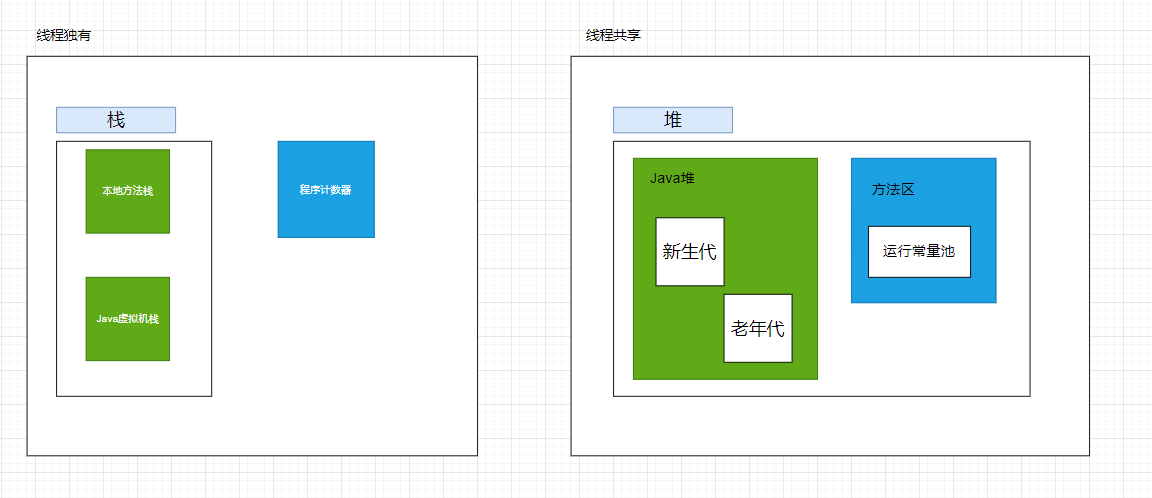 线程独有
栈
本地方法栈
Java虚拟机栈
程序计数器
线程共享
堆
Java堆
新生代
老年代
方法区
运行常量池